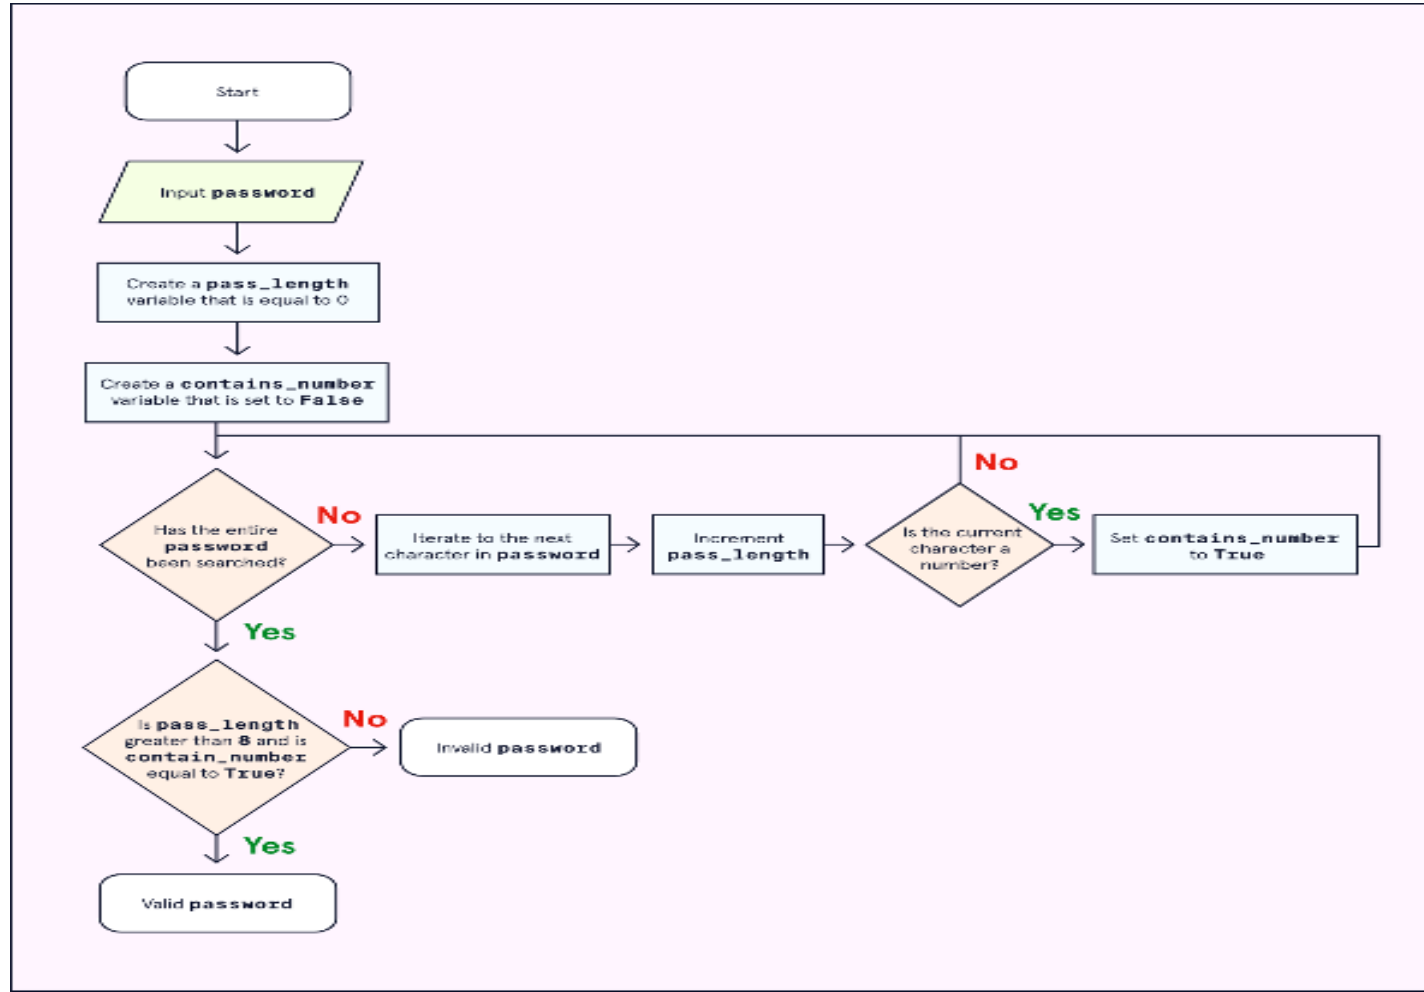 Start
Input password
Create a pass_length
variable that is equal to 0
Create a contains_number
variable that is set to False
Has the entire
password
been searched?
No
Iterate to the next
character in password
Increment
pass_length
Is the current
character a
number?
No
Yes
Set contains_number
to True
Yes
Is pass_length
greater than 8 and is
contain_number
equal to True?
No
Invalid password
Yes
Valid password